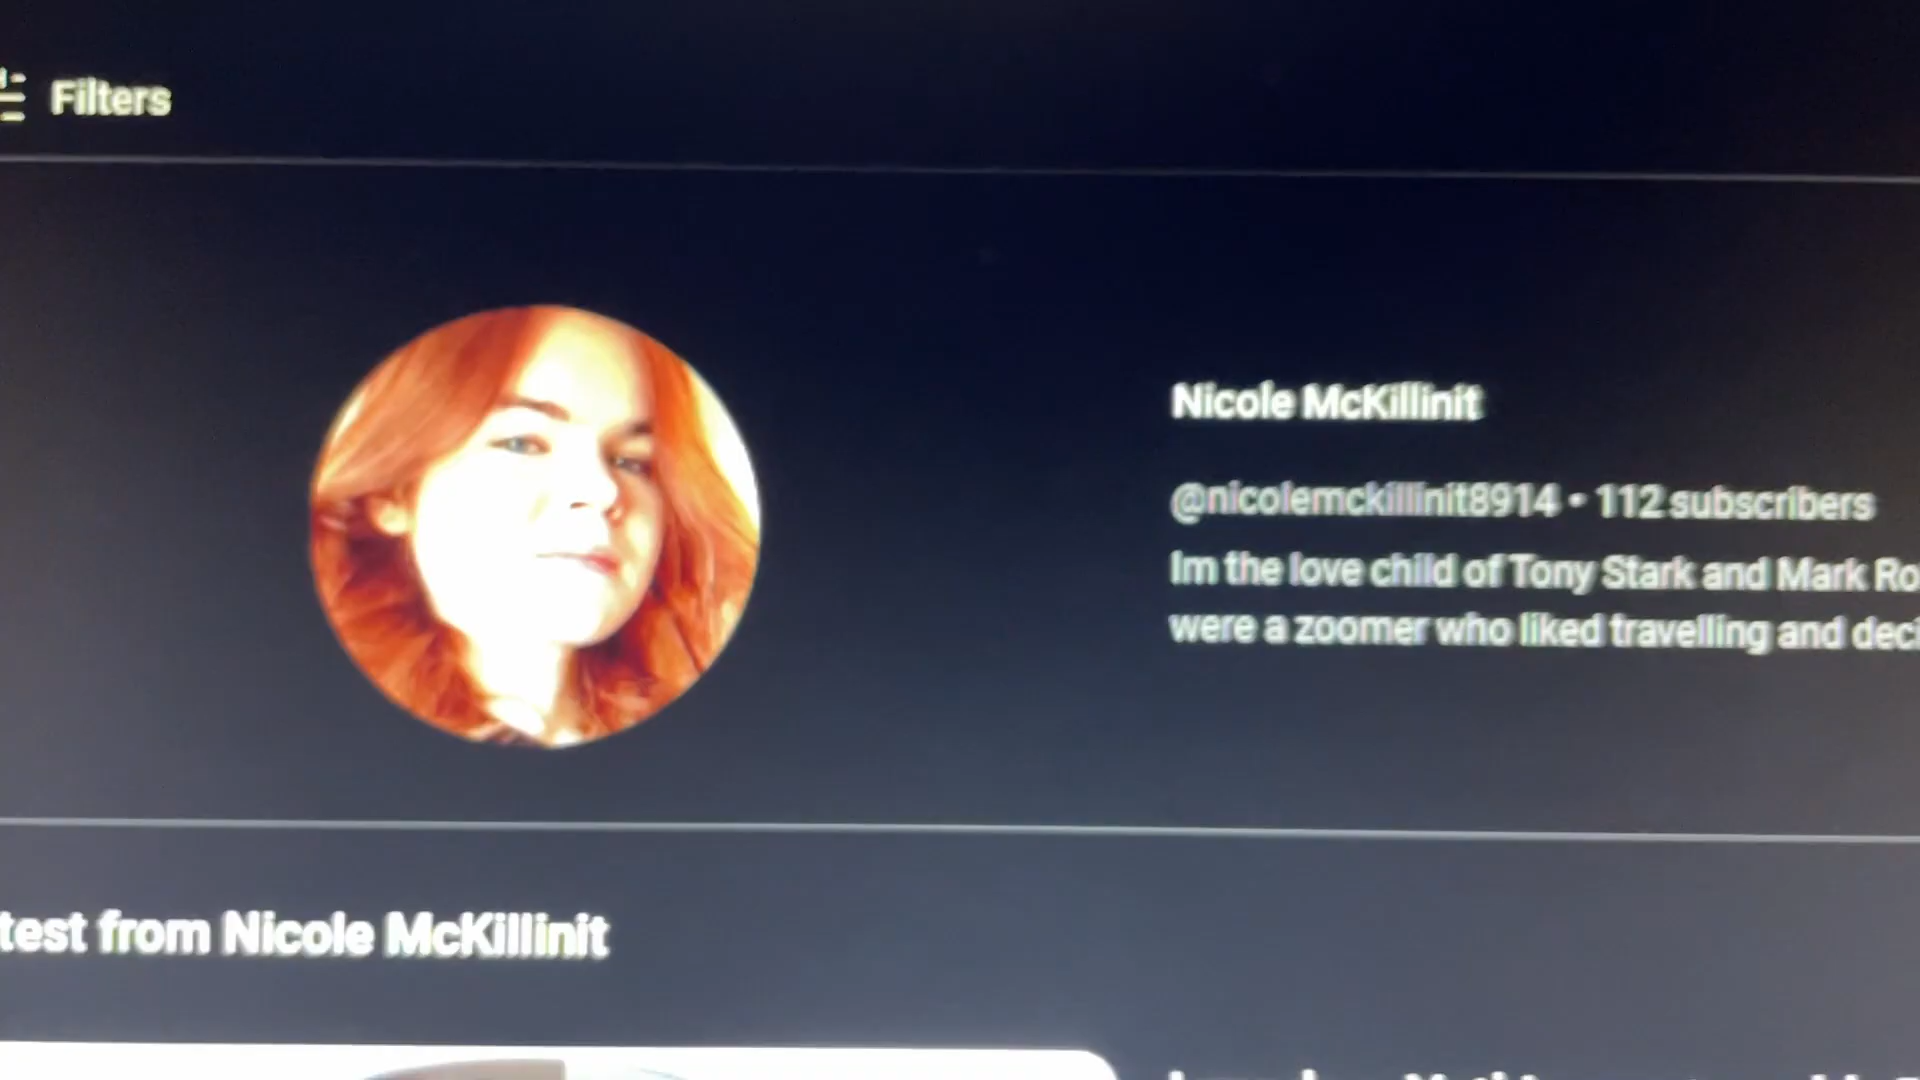 Filters
Nicole McKillinit
@nicolemckillinit8914 • 112 subscribers
Im the love child of Tony Stark and Mark Ro
were a zoomer who liked travelling and deci
test from Nicole McKillinit